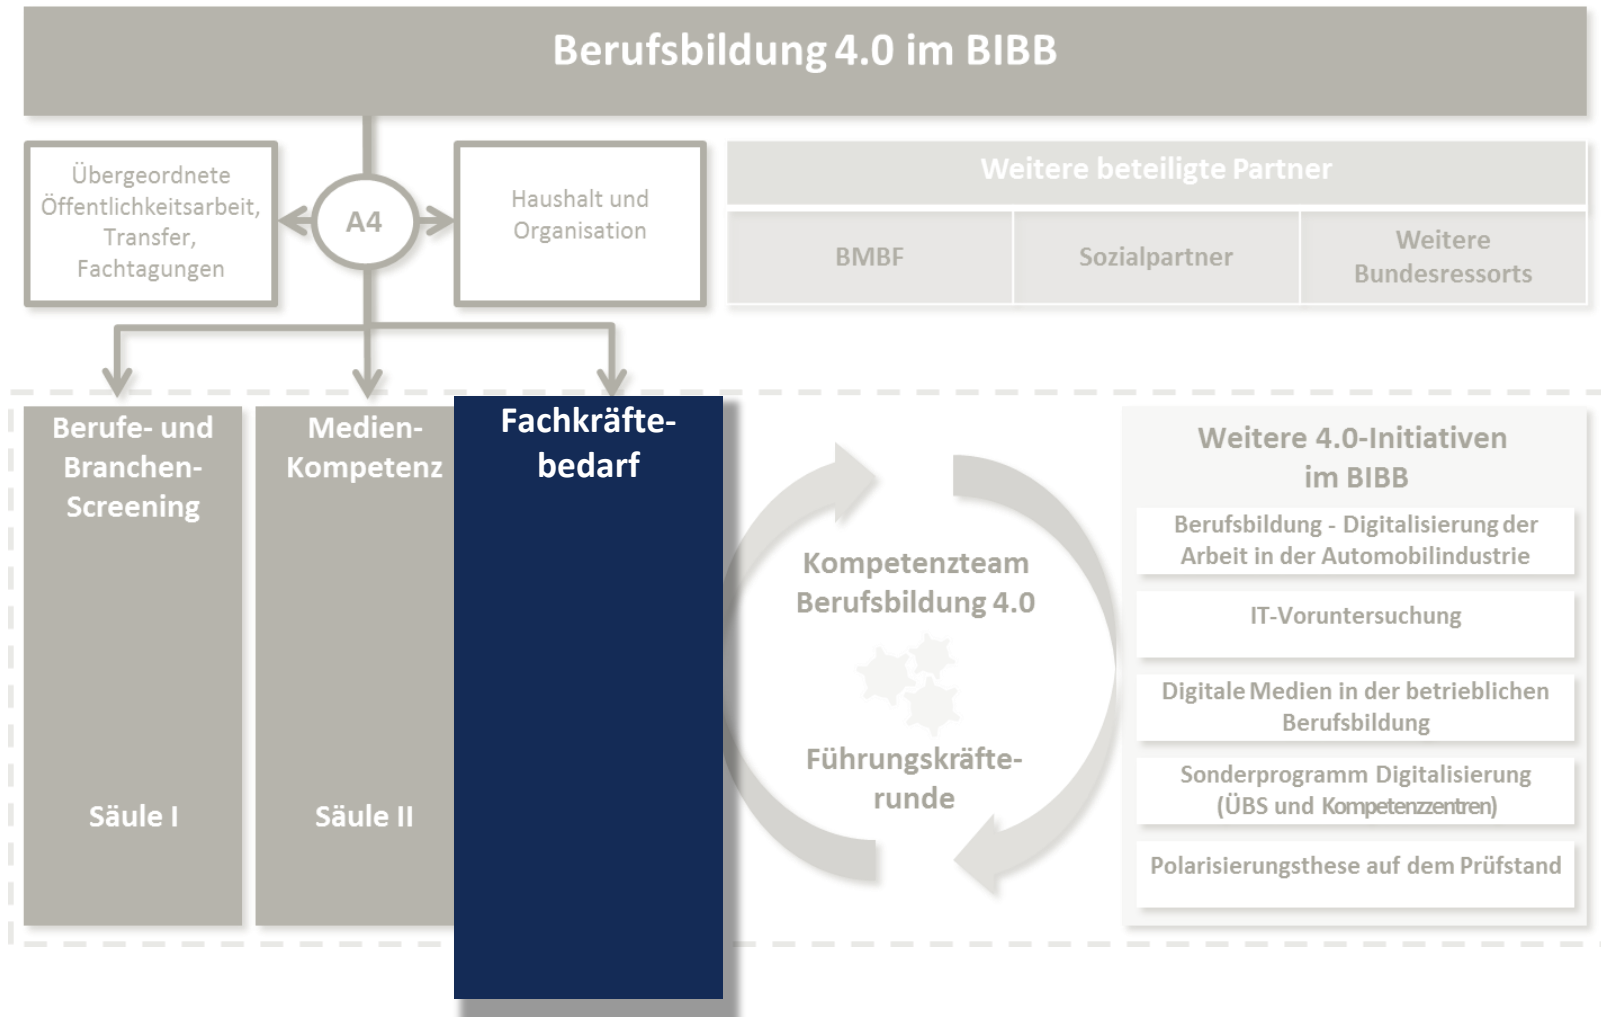 Berufsbildung 4.0 im BIBB
Übergeordnete
Öffentlichkeitsarbeit,
Transfer,
Fachtagungen
A4
Haushalt und
Organisation
Weitere beteiligte Partner
BMBF
Sozialpartner
Weitere
Bundesressorts
Berufe- und
Branchen-
Screening
Säule I
Medien-
Kompetenz
Säule II
Fachkräfte-
bedarf
Kompetenzteam
Berufsbildung 4.0
Führungskräfte-
runde
Weitere 4.0-Initiativen
im BIBB
Berufsbildung - Digitalisierung der
Arbeit in der Automobilindustrie
IT-Voruntersuchung
Digitale Medien in der betrieblichen
Berufsbildung
Sonderprogramm Digitalisierung
(ÜBS und Kompetenzzentren)
Polarisierungsthese auf dem Prüfstand